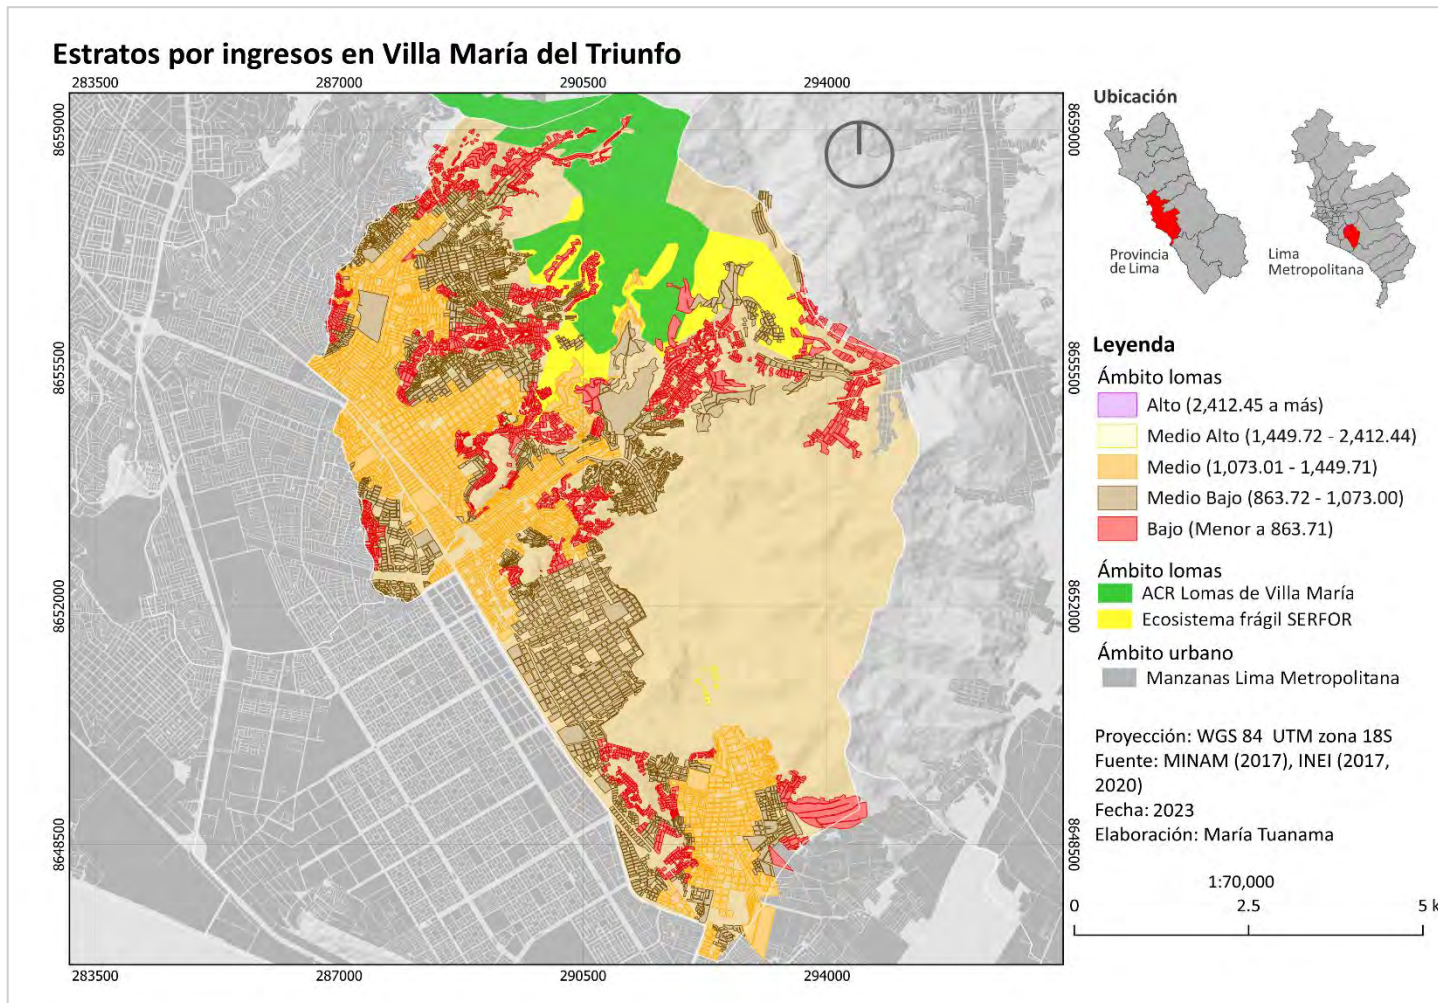 Estratos por ingresos en Villa María del Triunfo
283500 287000 290500 294000
8659000
8655500
8652000
8648500
8659000
8655500
8652000
8648500
283500 287000 290500 294000
Ubicación
Provincia
de Lima
Lima
Metropolitana
Leyenda
Ámbito lomas
Alto (2,412.45 a más)
Medio Alto (1,449.72 - 2,412.44)
Medio (1,073.01 - 1,449.71)
Medio Bajo (863.72 - 1,073.00)
Bajo (Menor a 863.71)
Ámbito lomas
ACR Lomas de Villa María
Ecosistema frágil SERFOR
Ámbito urbano
Manzanas Lima Metropolitana
Proyección: WGS 84 UTM zona 18S
Fuente: MINAM (2017), INEI (2017,
2020)
Fecha: 2023
Elaboración: María Tuanama
1:70,000
0 2.5 5 k